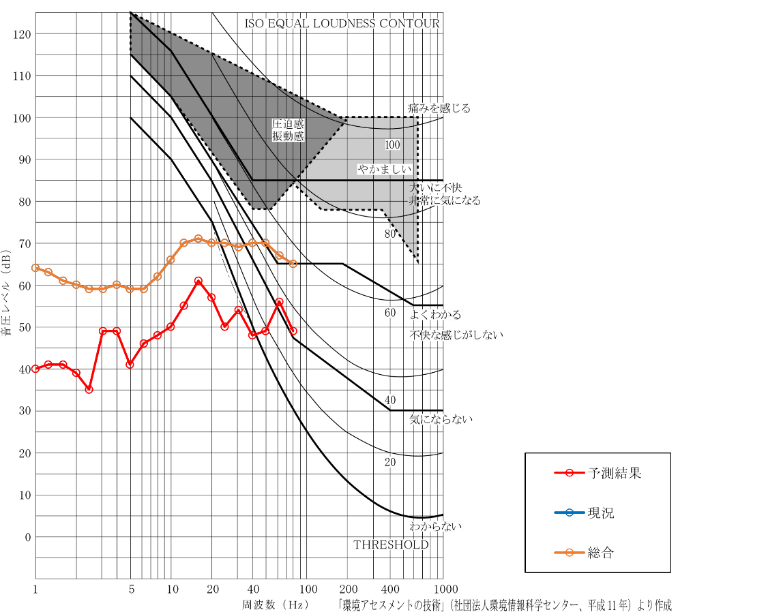 ISO EQUAL LOUDNESS CONTOUR
120
110
100
90
80
70
60
50
40
30
20
10
0
音圧レベル (dB)
痛みを感じる
圧迫感
振動感
100
やかましい
大いに不快
非常に気になる
80
60
よくわかる
不快な感じがしない
40
気にならない
20
わからない
THRESHOLD
1 5 10 20 40 100 200 400 1000
周波数 (Hz)
「環境アセスメントの技術」(社団法人環境情報科学センター、平成11年) より作成
予測結果
現況
総合